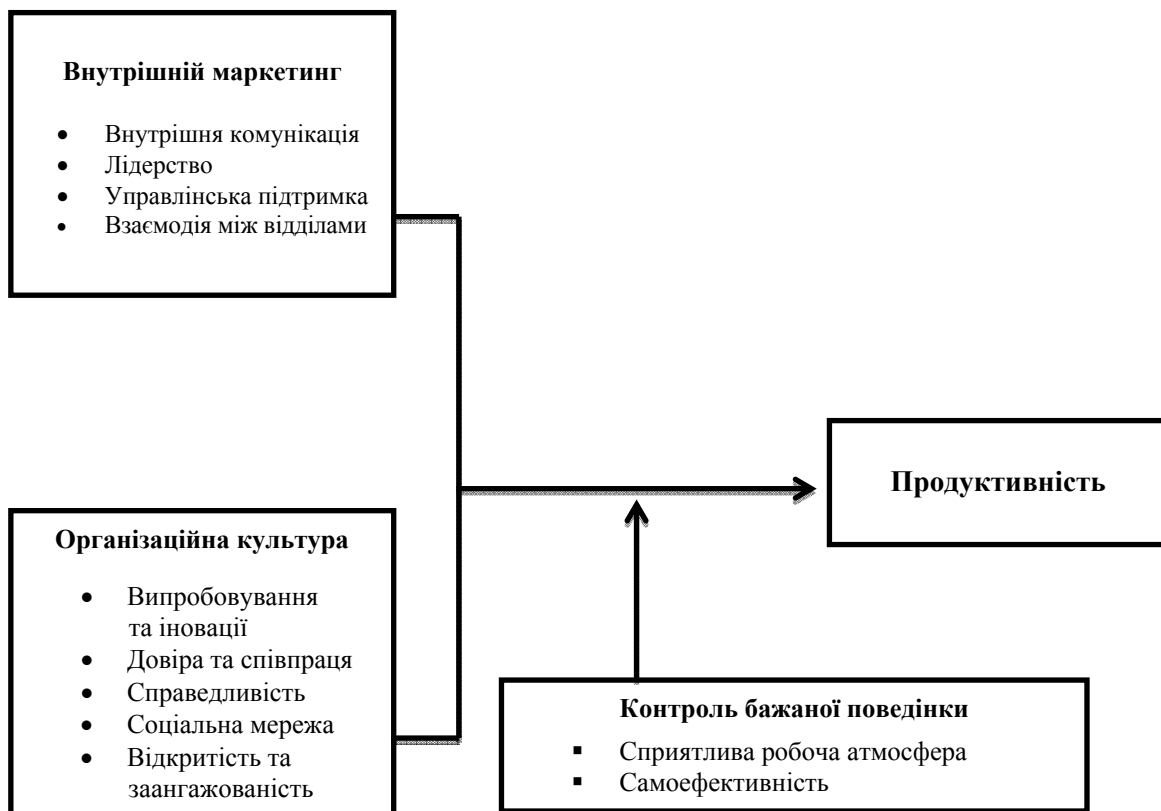 Внутрішній маркетинг
• Внутрішня комунікація
• Лідерство
• Управлінська підтримка
• Взаємодія між відділами
Продуктивність
Організаційна культура
• Випробовування
та іновації
• Довіра та співпраця
• Справедливість
• Соціальна мережа
• Відкритість та
заангажованість
Контроль бажаної поведінки
▪ Сприятлива робоча атмосфера
▪ Самоефективність